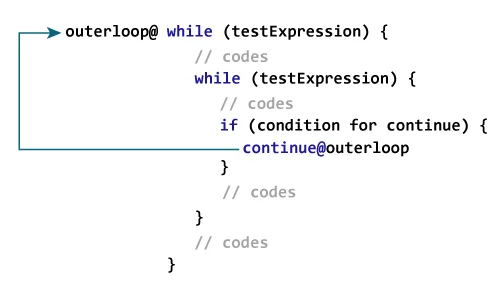 outerloop@ while (testExpression) {
// codes
while (testExpression) {
// codes
if (condition for continue) {
continue@outerloop
}
// codes
}
// codes
}